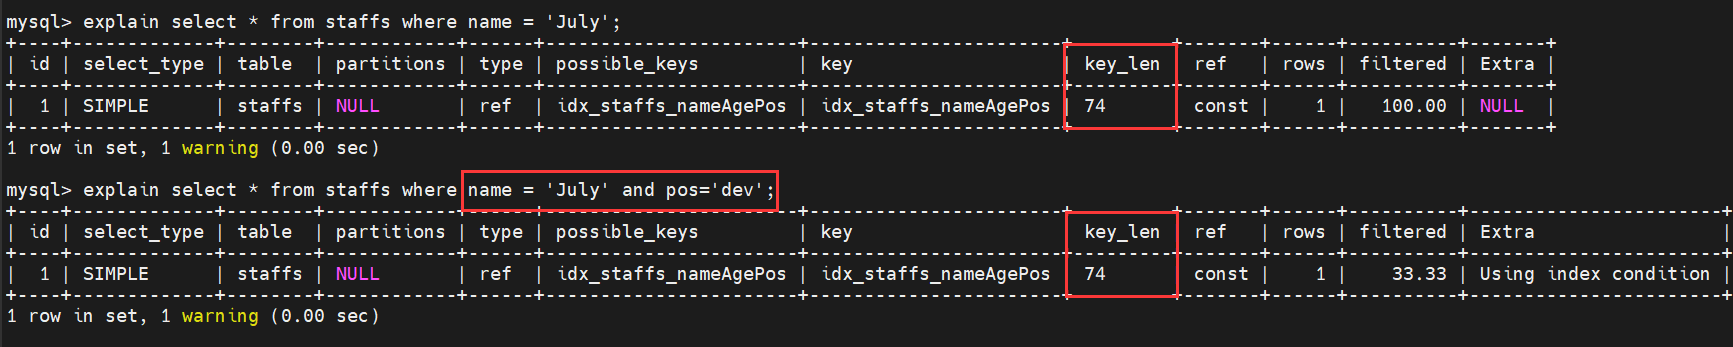 mysql> explain select * from staffs where name = 'July';
+----+-------------+--------+------------+------+-----------------------+-----------------------+---------+-------+------+----------+-------+
| id | select_type | table  | partitions | type | possible_keys         | key                   | key_len | ref   | rows | filtered | Extra |
+----+-------------+--------+------------+------+-----------------------+-----------------------+---------+-------+------+----------+-------+
|  1 | SIMPLE      | staffs | NULL       | ref  | idx_staffs_nameAgePos | idx_staffs_nameAgePos | 74      | const |    1 |   100.00 | NULL  |
+----+-------------+--------+------------+------+-----------------------+-----------------------+---------+-------+------+----------+-------+
1 row in set, 1 warning (0.00 sec)
mysql> explain select * from staffs where name = 'July' and pos='dev';
+----+-------------+--------+------------+------+-----------------------+-----------------------+---------+-------+------+----------+-----------------------+
| id | select_type | table  | partitions | type | possible_keys         | key                   | key_len | ref   | rows | filtered | Extra                 |
+----+-------------+--------+------------+------+-----------------------+-----------------------+---------+-------+------+----------+-----------------------+
|  1 | SIMPLE      | staffs | NULL       | ref  | idx_staffs_nameAgePos | idx_staffs_nameAgePos | 74      | const |    1 |    33.33 | Using index condition |
+----+-------------+--------+------------+------+-----------------------+-----------------------+---------+-------+------+----------+-----------------------+
1 row in set, 1 warning (0.00 sec)